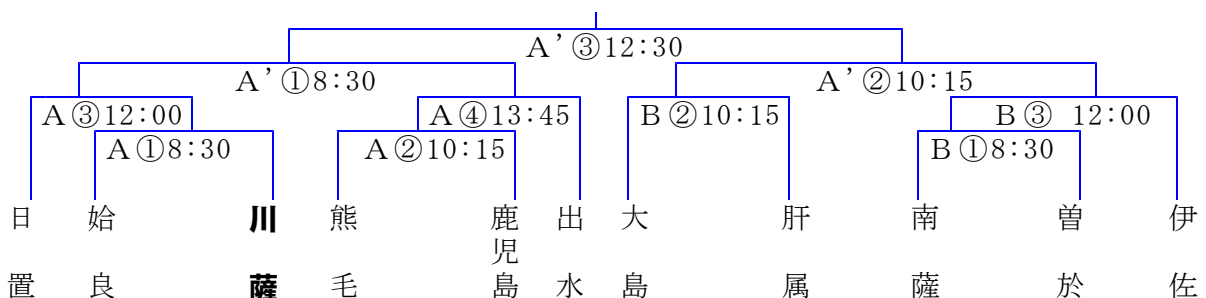 A’③12:30
A’①8:30
A’②10:15
A③12:00
A④13:45
B②10:15
B③ 12:00
A①8:30
A②10:15
B①8:30
日置
姶良
川薩
熊毛
鹿児島
出水
大島
肝属
南薩
曽於
伊佐